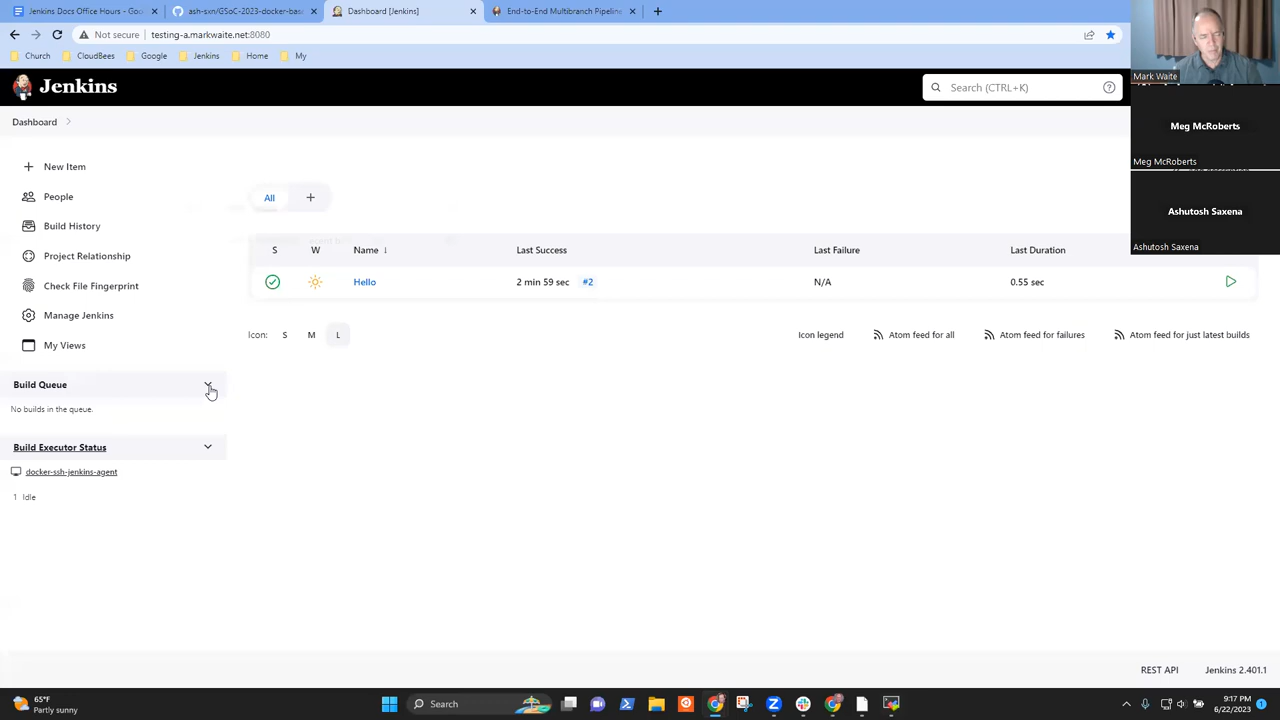 Jenkins Docs Office Hours - Goo
ash-sxn/GSoC-2023-docker-base
Dashboard [Jenkins]
End-to-End Multibranch Pipeline
Not secure
testing-a.markwaite.net:8080
Church
CloudBees
Google
Jenkins
Home
My
Mark Waite
Jenkins
Search (CTRL+K)
Dashboard
Meg McRoberts
Meg McRoberts
Ashutosh Saxena
Ashutosh Saxena
New Item
People
Build History
Project Relationship
Check File Fingerprint
Manage Jenkins
My Views
Build Queue
No builds in the queue.
Build Executor Status
docker-ssh-jenkins-agent
1 Idle
All +
S W Name ↓ Last Success Last Failure Last Duration
Hello 2 min 59 sec #2 N/A 0.55 sec
Icon: S M L
Icon legend
Atom feed for all
Atom feed for failures
Atom feed for just latest builds
REST API
Jenkins 2.401.1
65°F
Partly sunny
Search
9:17 PM
6/22/2023